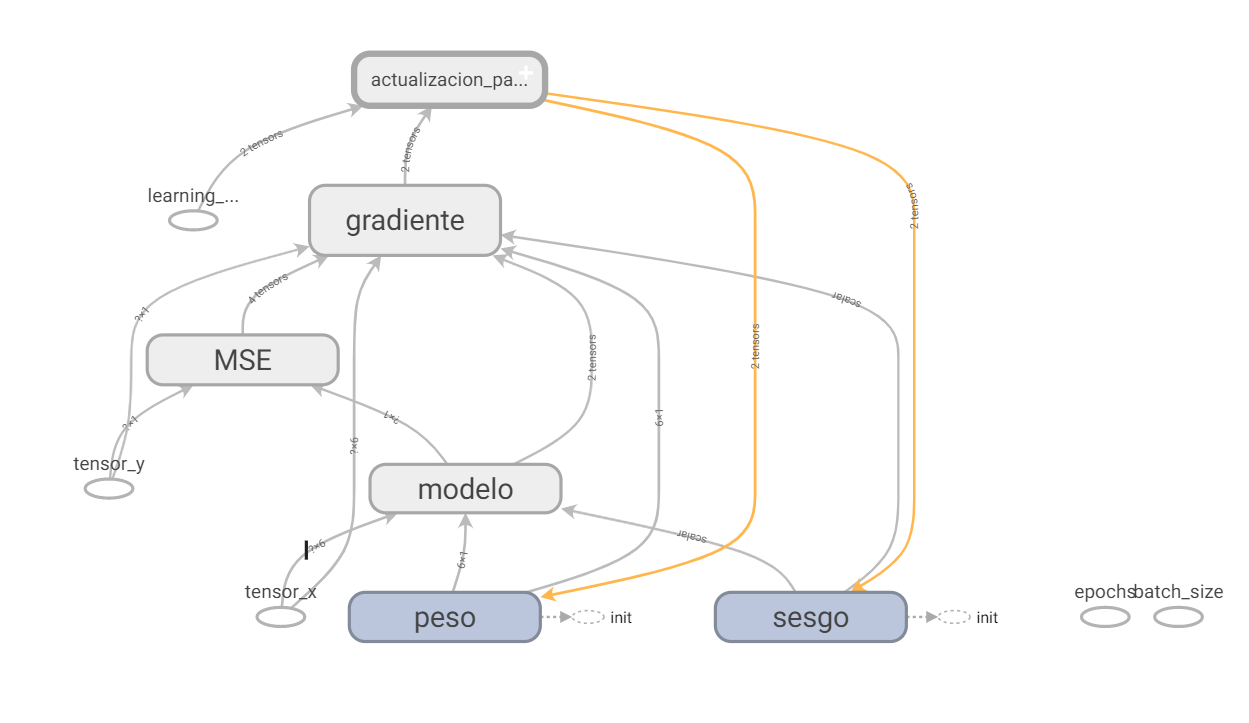 actualizacion_pa...
2 tensors
2 tensors
learning_...
2 tensors
gradiente
4 tensors
scalar
?×1
2 tensors
2 tensors
MSE
?×1
?×1
6×1
?×6
tensor_y
modelo
scalar
?×6
6×1
tensor_x
peso
init
sesgo
init
epochs
batch_size